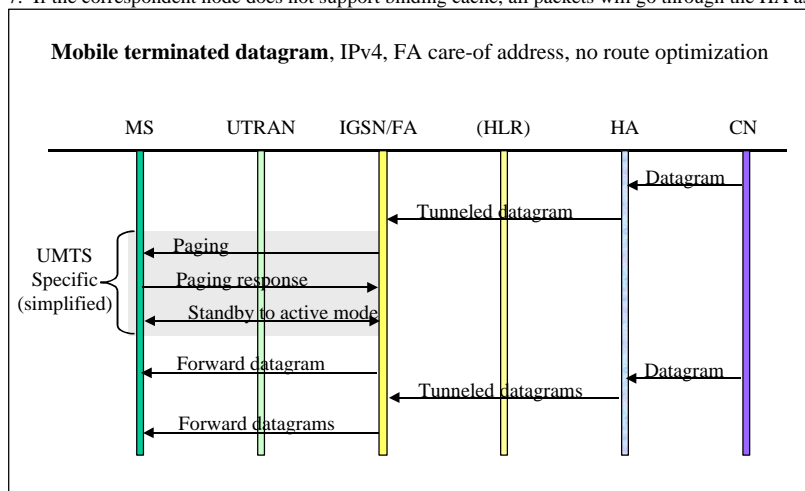 7. If the correspondent node does not support binding cache, all packets will go through the HA as
Mobile terminated datagram, IPv4, FA care-of address, no route optimization
MS UTRAN IGSN/FA (HLR) HA CN
Datagram
Tunneled datagram
Paging
UMTS
Specific
(simplified)
Paging response
Standby to active mode
Forward datagram
Datagram
Tunneled datagrams
Forward datagrams